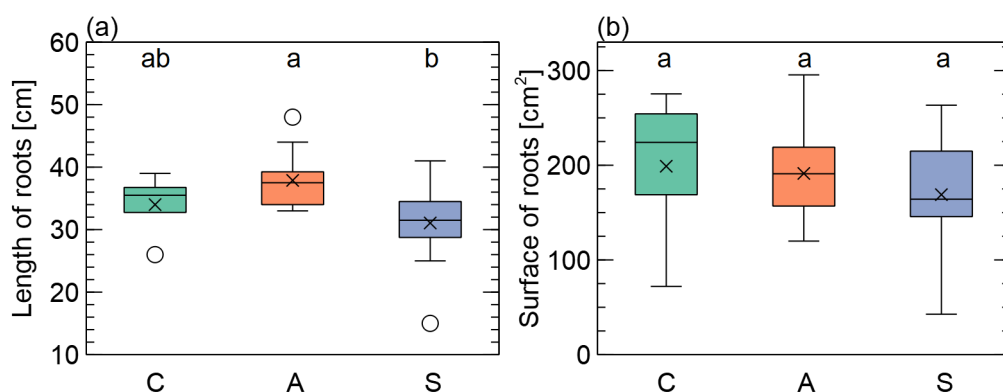 (a)
Length of roots [cm]
60
50
40
30
20
10
ab
a
b
C
A
S
(b)
Surface of roots [cm²]
300
200
100
0
a
a
a
C
A
S